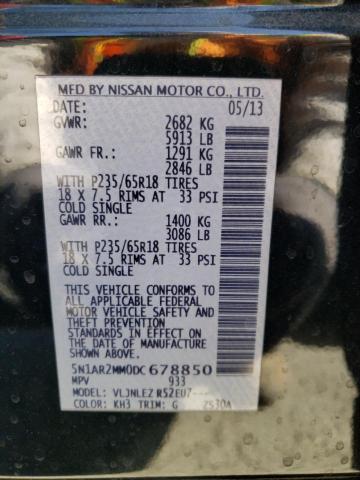 MFD BY NISSAN MOTOR CO., LTD.
DATE: 05/13
GVWR: 2682 KG
5913 LB
GAWR FR.: 1291 KG
2846 LB
WITH P235/65R18 TIRES
18 X 7.5 RIMS AT 33 PSI
COLD SINGLE
GAWR RR.: 1400 KG
3086 LB
WITH P235/65R18 TIRES
18 X 7.5 RIMS AT 33 PSI
COLD SINGLE
THIS VEHICLE CONFORMS TO
ALL APPLICABLE FEDERAL
MOTOR VEHICLE SAFETY AND
THEFT PREVENTION
STANDARDS IN EFFECT ON
THE DATE OF MANUFACTURE
SHOWN ABOVE.
5N1AR2MM0DC678850
MPV 933
MODEL: VLJNLEZ R52EU7---
COLOR: KH3 TRIM: G 2530A